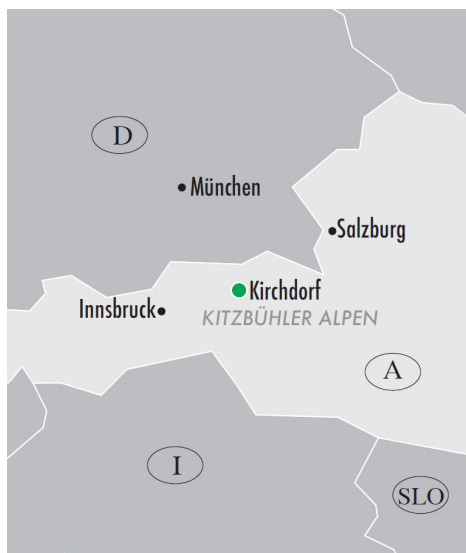 D
München
Salzburg
Kirchdorf
Innsbruck
KITZBÜHLER ALPEN
A
I
SLO